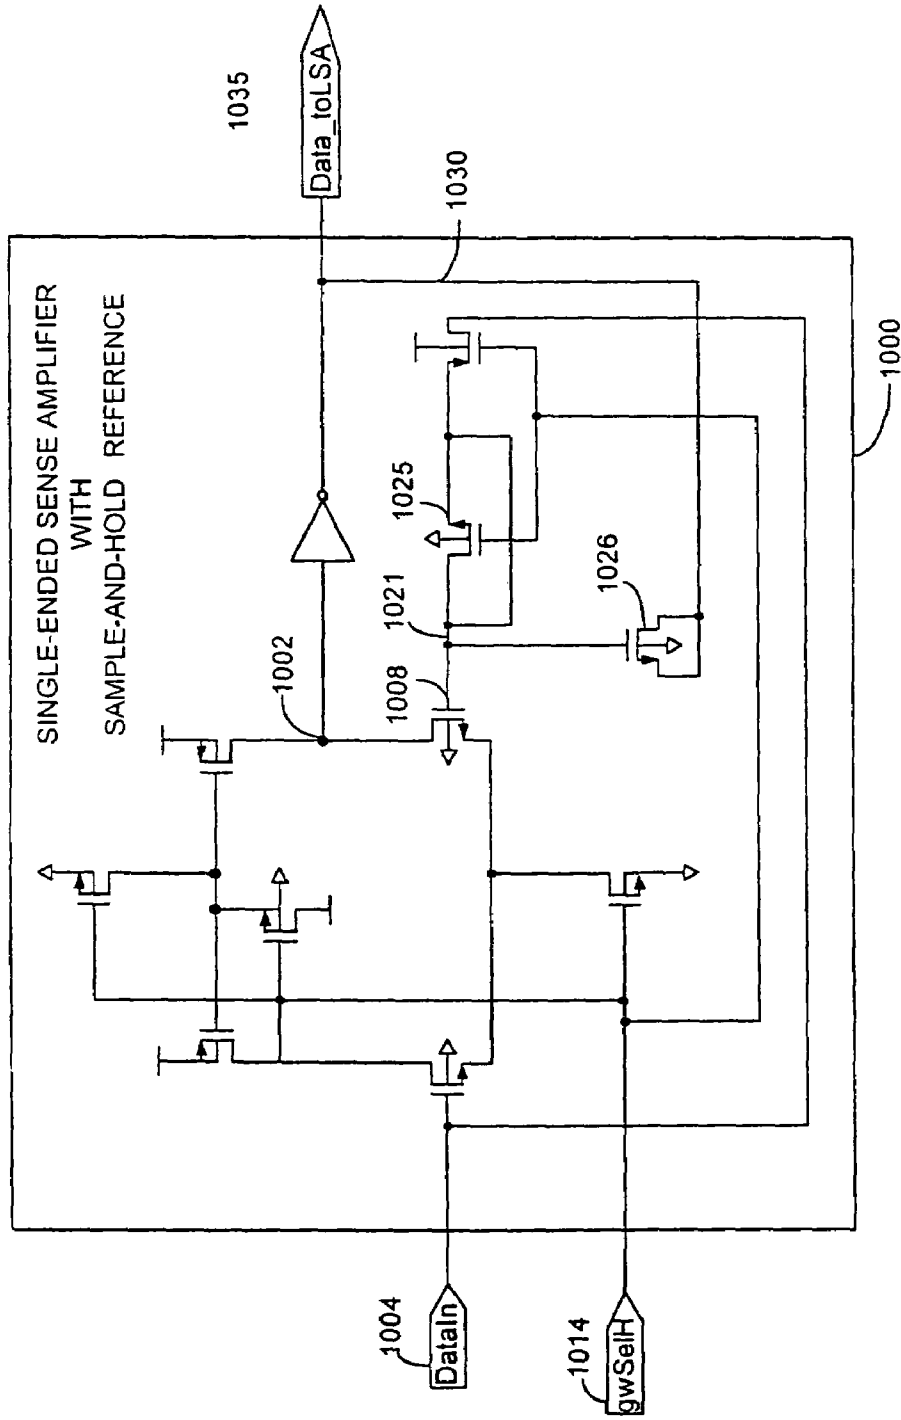 SINGLE-ENDED SENSE AMPLIFIER
WITH
SAMPLE-AND-HOLD REFERENCE
1035
Data_toLSA
1030
1002
1025
1021
1008
1026
1000
1004
DataIn
1014
gwSelH